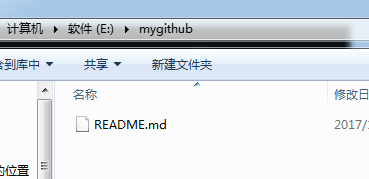 计算机 ▸ 软件 (E:) ▸ mygithub
含到库中 共享 新建文件夹
名称 修改日
README.md 2017/
的位置